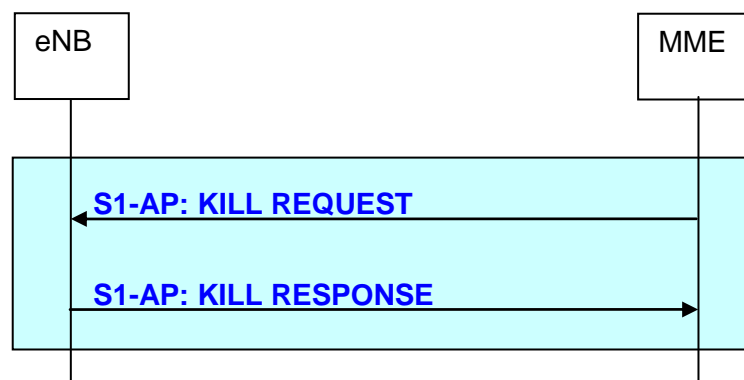 eNB
MME
S1-AP: KILL REQUEST
S1-AP: KILL RESPONSE